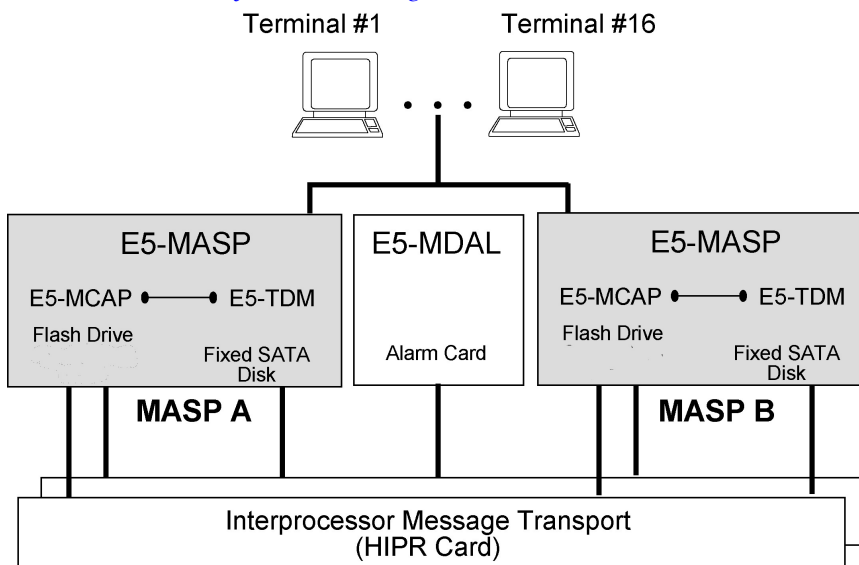 Terminal #1
Terminal #16
E5-MASP
E5-MCAP
E5-TDM
Flash Drive
Fixed SATA
Disk
MASP A
E5-MDAL
Alarm Card
E5-MASP
E5-MCAP
E5-TDM
Flash Drive
Fixed SATA
Disk
MASP B
Interprocessor Message Transport
(HIPR Card)